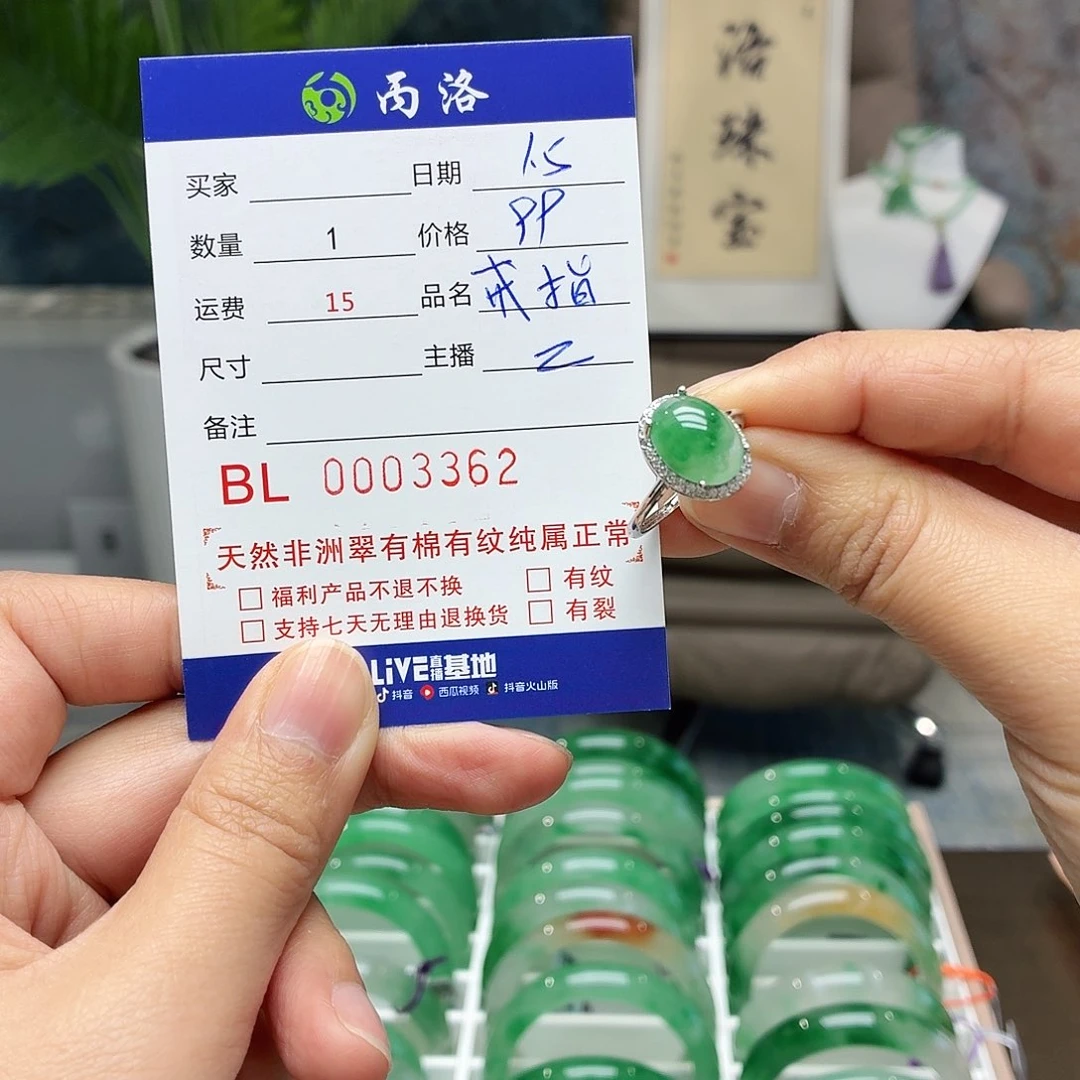 丙洛
买家 日期 1.5
数量 1 价格 99
运费 15 品名 戒指
尺寸 主播 乙
备注
BL 0003362
天然非洲翠有棉有纹纯属正常
□ 福利产品不退不换 □ 有纹
□ 支持七天无理由退换货 □ 有裂
LiVE直播基地
抖音 西瓜视频 抖音火山版
洛珠宝